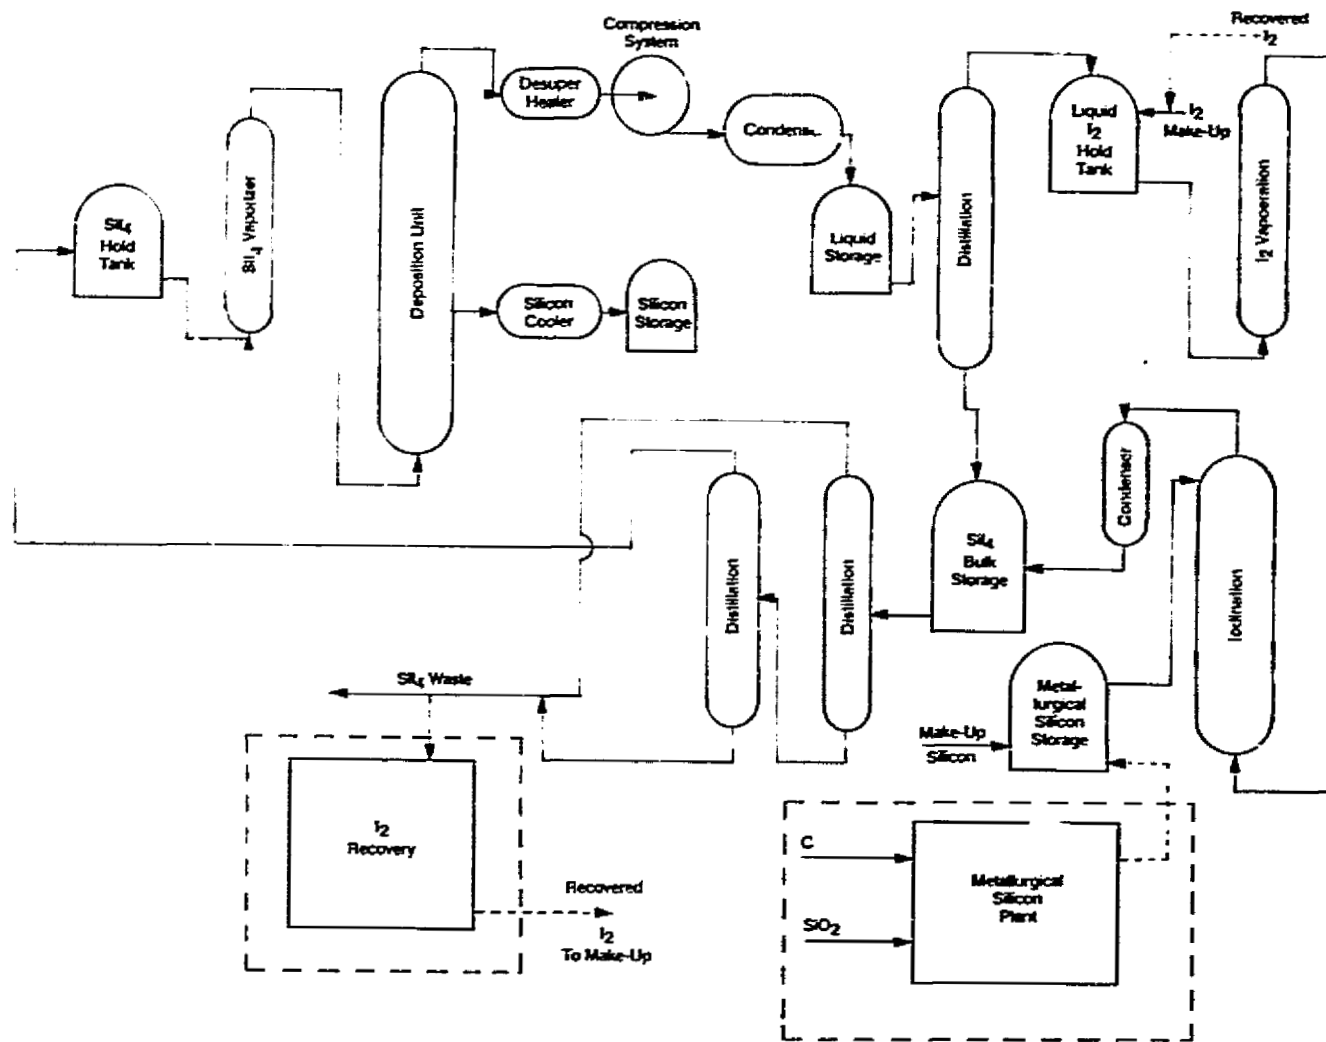 Compression
System
Recovered
I2
Desuper
Heater
Liquid
I2
Hold
Tank
I2
Make-Up
I2 Vaporation
SiI4
Hold
Tank
SiI4 Vaporizer
Deposition Unit
Liquid
Storage
Distillation
Silicon
Cooler
Silicon
Storage
SiI4
Bulk
Storage
Iodination
Distillation
Distillation
SiI4 Waste
Metal-
lurgical
Silicon
Storage
Make-Up
Silicon
I2
Recovery
Recovered
I2
To Make-Up
C
SiO2
Metallurgical
Silicon
Plant